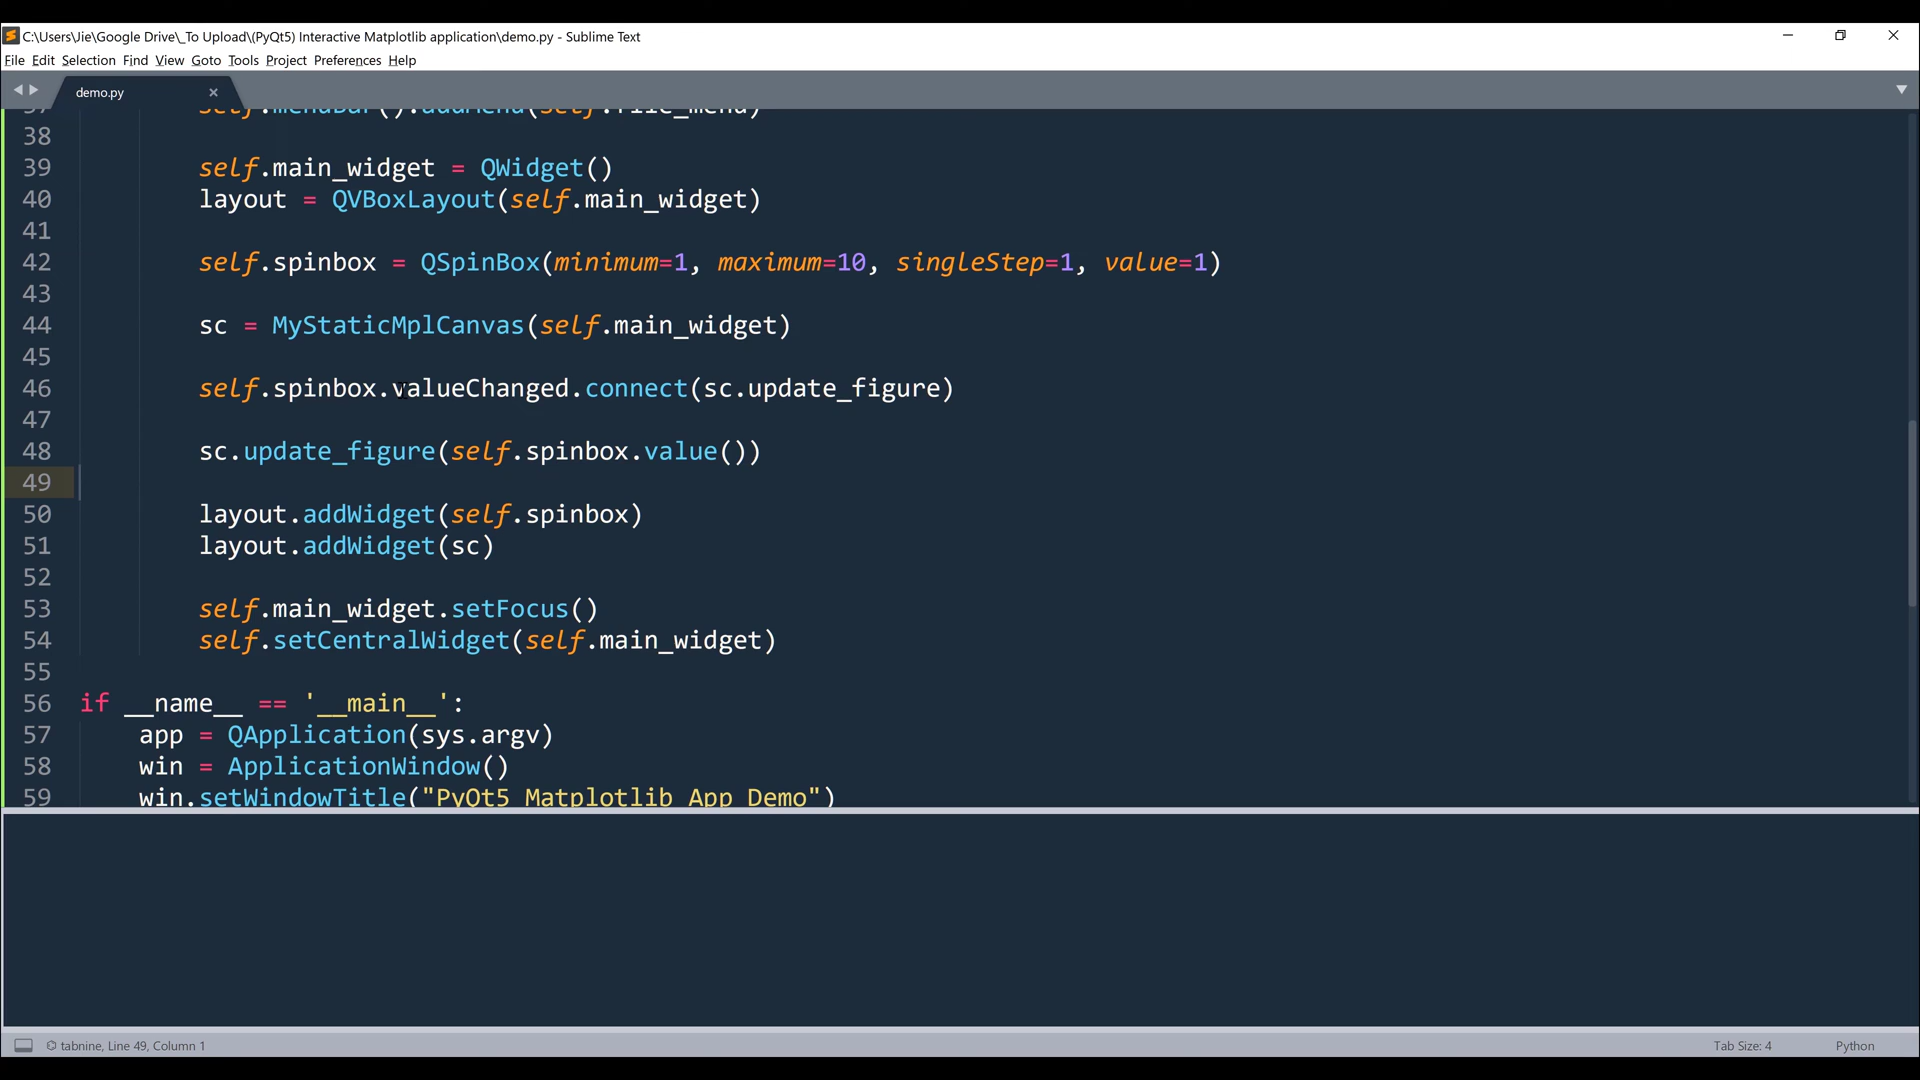 C:\Users\Jie\Google Drive\_To Upload\(PyQt5) Interactive Matplotlib application\demo.py - Sublime Text
File Edit Selection Find View Goto Tools Project Preferences Help
demo.py
37 self.menuBar().addMenu(self.file_menu)
38
39 self.main_widget = QWidget()
40 layout = QVBoxLayout(self.main_widget)
41
42 self.spinbox = QSpinBox(minimum=1, maximum=10, singleStep=1, value=1)
43
44 sc = MyStaticMplCanvas(self.main_widget)
45
46 self.spinbox.valueChanged.connect(sc.update_figure)
47
48 sc.update_figure(self.spinbox.value())
49
50 layout.addWidget(self.spinbox)
51 layout.addWidget(sc)
52
53 self.main_widget.setFocus()
54 self.setCentralWidget(self.main_widget)
55
56 if __name__ == '__main__':
57 app = QApplication(sys.argv)
58 win = ApplicationWindow()
59 win.setWindowTitle("PyQt5 Matplotlib App Demo")
tabnine, Line 49, Column 1 Tab Size: 4 Python